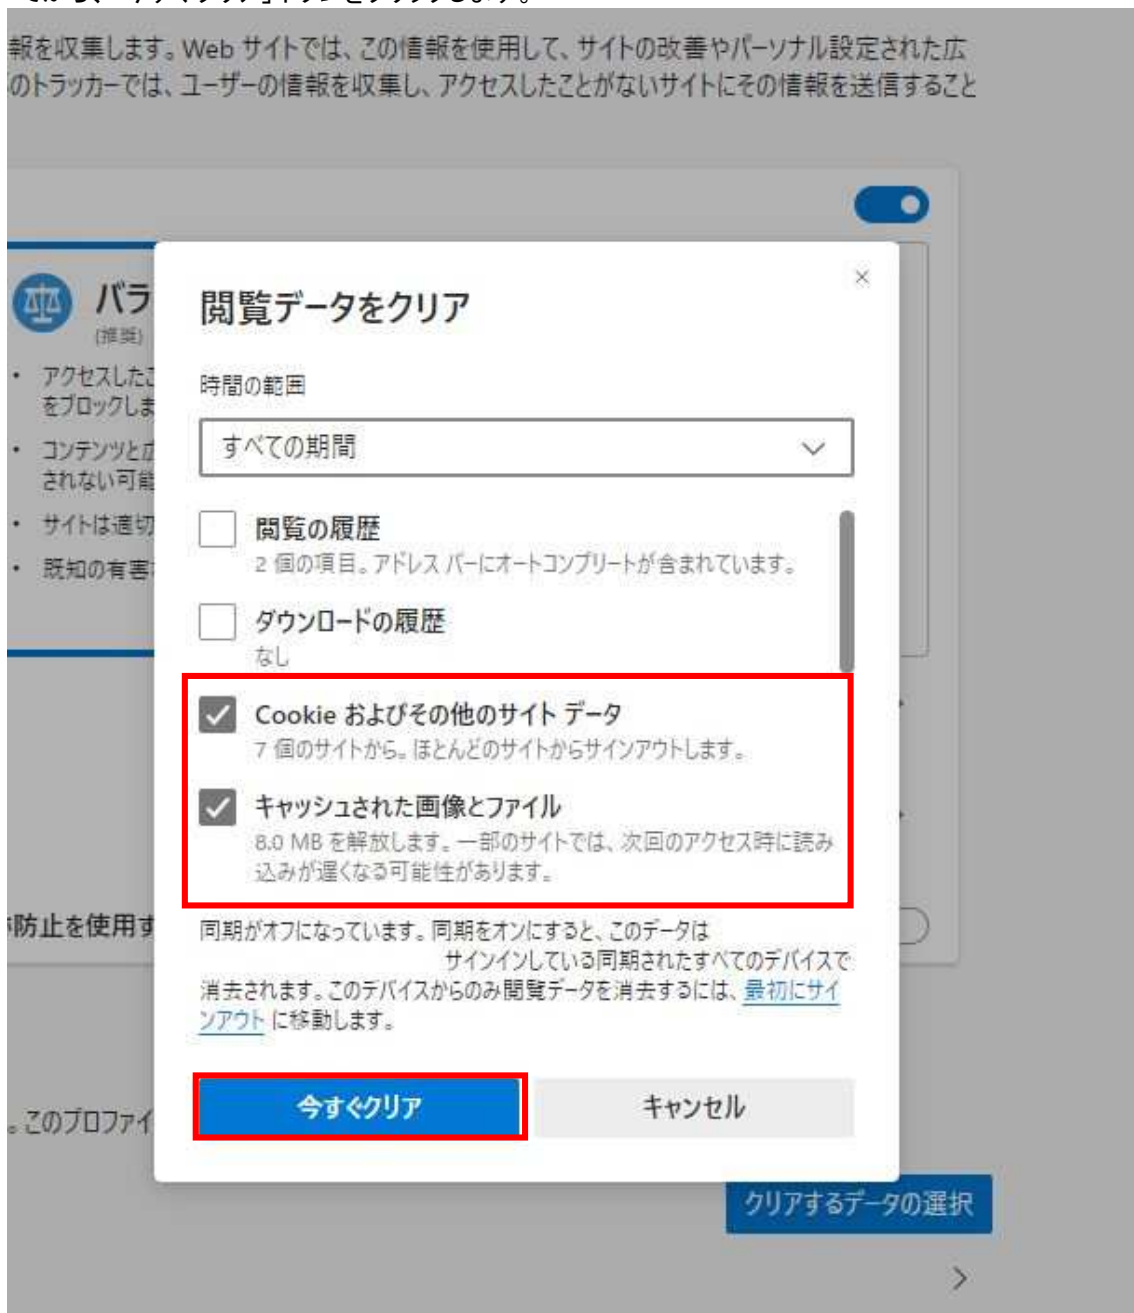 報を収集します。Web サイトでは、この情報を使用して、サイトの改善やパーソナル設定された広
のトラッカーでは、ユーザーの情報を収集し、アクセスしたことがないサイトにその情報を送信すること
バラ
(推奨)
• アクセスしたこ
をブロックしま
• コンテンツと広
されない可能
• サイトは適切
• 既知の有害
閲覧データをクリア
×
時間の範囲
すべての期間
閲覧の履歴
2 個の項目。アドレス バーにオートコンプリートが含まれています。
ダウンロードの履歴
なし
Cookie およびその他のサイト データ
7 個のサイトから。ほとんどのサイトからサインアウトします。
キャッシュされた画像とファイル
8.0 MB を解放します。一部のサイトでは、次回のアクセス時に読み
込みが遅くなる可能性があります。
防止を使用す
同期がオフになっています。同期をオンにすると、このデータは
サインインしている同期されたすべてのデバイスで
消去されます。このデバイスからのみ閲覧データを消去するには、最初にサイ
ンアウト に移動します。
今すぐクリア
キャンセル
。このプロファイ
クリアするデータの選択